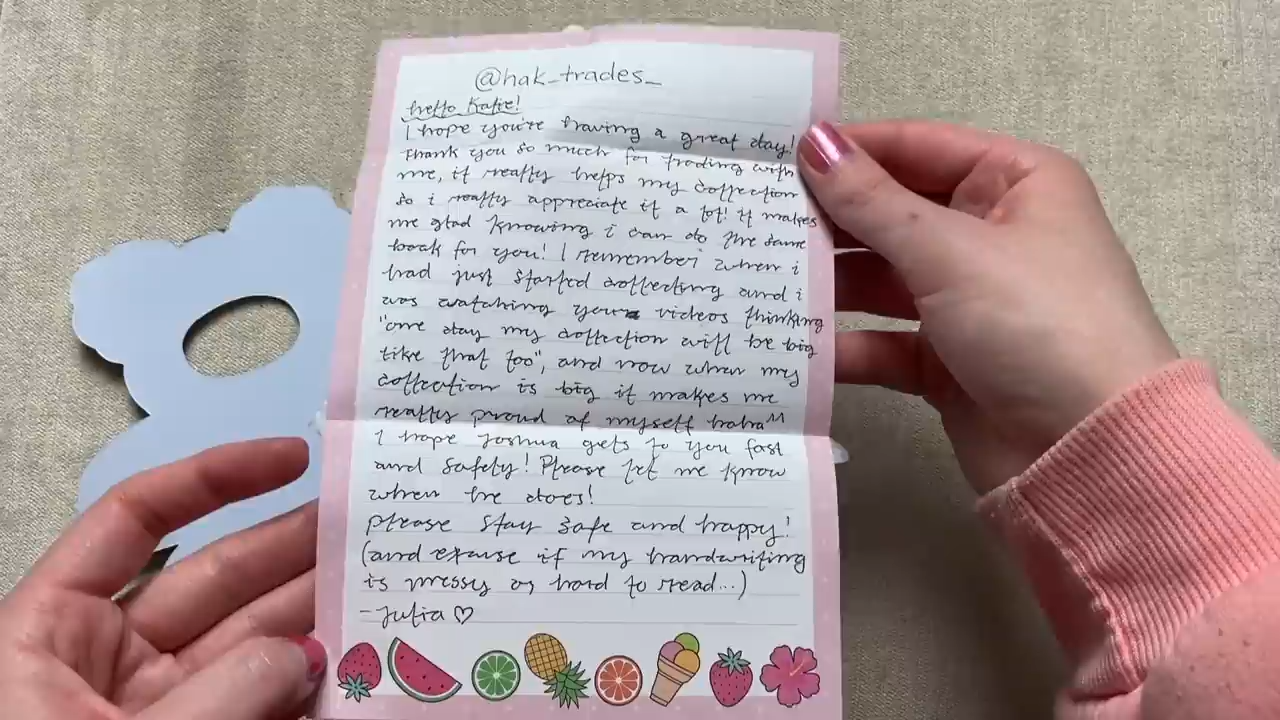 @hak_trades_
hello Katie!
I hope you're having a great day!
Thank you so much for trading with
me, it really helps my collection
so i really appreciate it a lot! it makes
me glad knowing i can do the same
back for you! I remember when i
had just started collecting and i
was watching your videos thinking
"one day my collection will be big
like that too", and now when my
collection is big it makes me
really proud of myself haha^^
I hope Joshua gets to you fast
and safely! Please let me know
when he does!
Please stay safe and happy!
(and excuse if my handwriting
is messy or hard to read...)
- Julia ♡